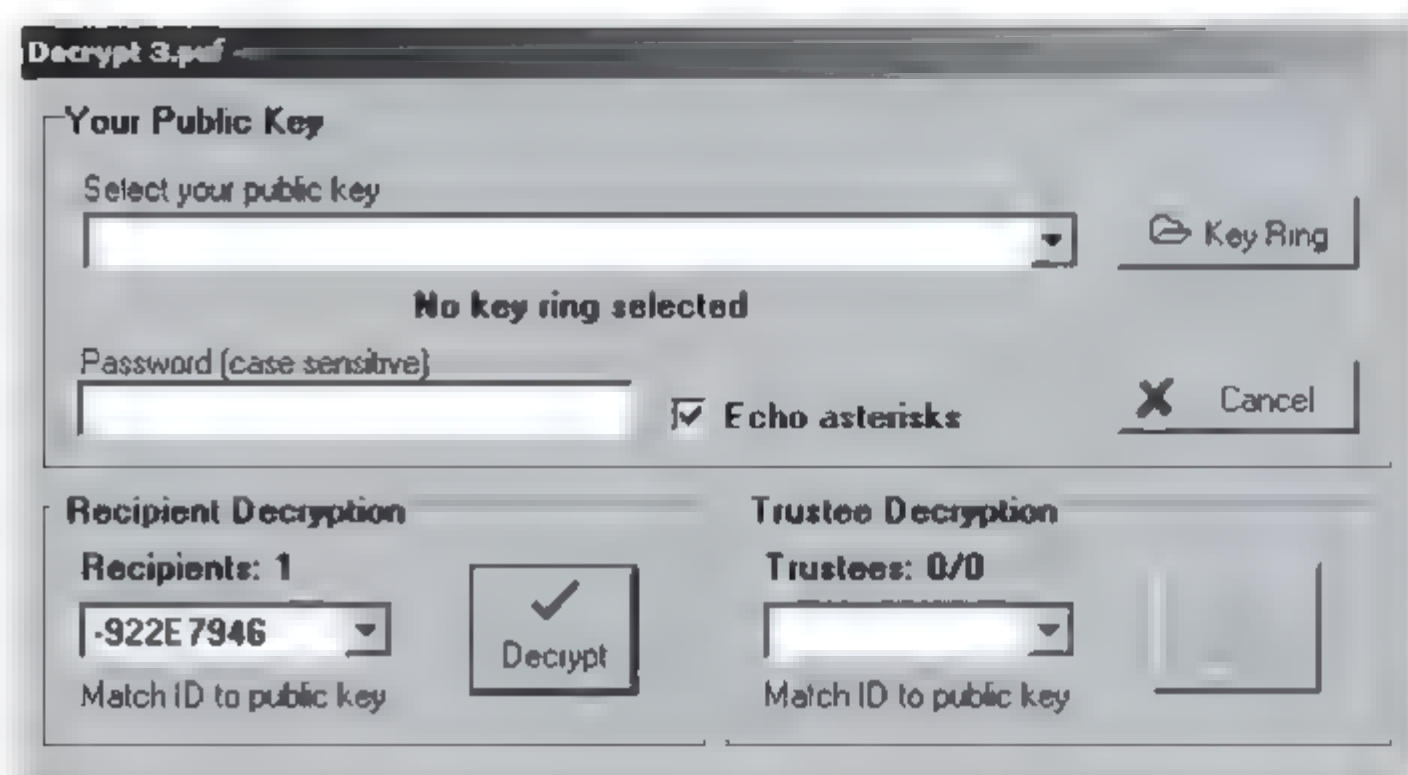 Decrypt 3.puf
Your Public Key
Select your public key
Key Ring
No key ring selected
Password (case sensitive)
Echo asterisks
Cancel
Recipient Decryption
Recipients: 1
-922E7946
Decrypt
Match ID to public key
Trustee Decryption
Trustees: 0/0
Match ID to public key